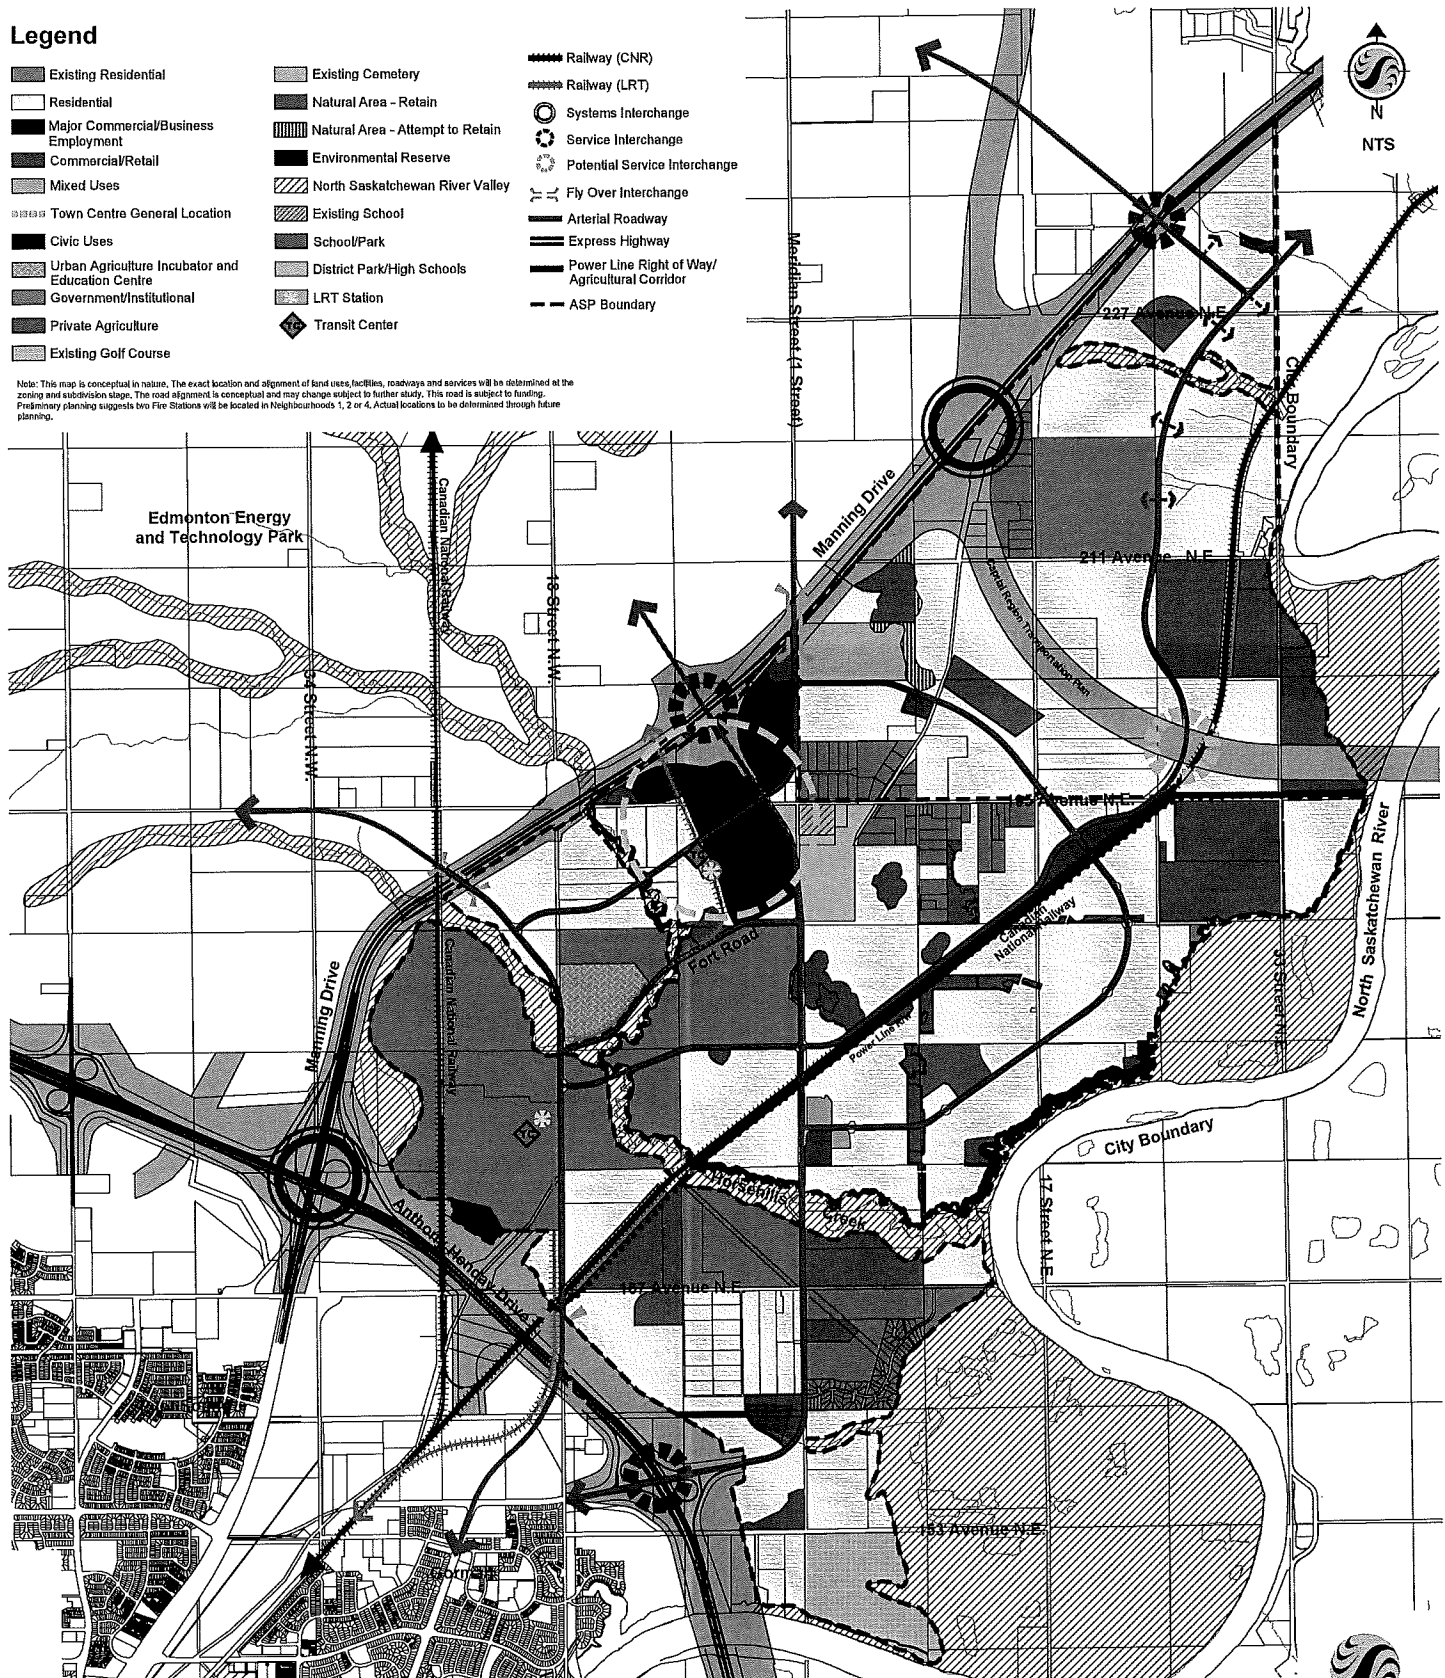 Legend
Existing Residential
Residential
Major Commercial/Business
Employment
Commercial/Retail
Mixed Uses
Town Centre General Location
Civic Uses
Urban Agriculture Incubator and
Education Centre
Government/Institutional
Private Agriculture
Existing Golf Course
Existing Cemetery
Natural Area - Retain
Natural Area - Attempt to Retain
Environmental Reserve
North Saskatchewan River Valley
Existing School
School/Park
District Park/High Schools
LRT Station
TC
Transit Center
Railway (CNR)
Railway (LRT)
Systems Interchange
Service Interchange
Potential Service Interchange
Fly Over Interchange
Arterial Roadway
Express Highway
Power Line Right of Way/
Agricultural Corridor
ASP Boundary
Note: This map is conceptual in nature. The exact location and alignment of land uses,facilities, roadways and services will be determined at the
zoning and subdivision stage. The road alignment is conceptual and may change subject to further study. This road is subject to funding.
Preliminary planning suggests two Fire Stations will be located in Neighbourhoods 1, 2 or 4. Actual locations to be determined through future
planning.
N
NTS
Meridian Street (1 Street)
227 Avenue N.E.
City Boundary
Manning Drive
Edmonton Energy
and Technology Park
Canadian National Railway
18 Street N.W.
34 Street N.W.
211 Avenue N.E.
Capital Region Transportation Plan
195 Avenue N.E.
Canadian
National Railway
Fort Road
Power Line R/W
North Saskatchewan River
33 Street N.E.
Manning Drive
Canadian National Railway
TC
City Boundary
17 Street N.E.
Horsehills
Creek
Anthony Henday Drive
167 Avenue N.E.
153 Avenue N.E.